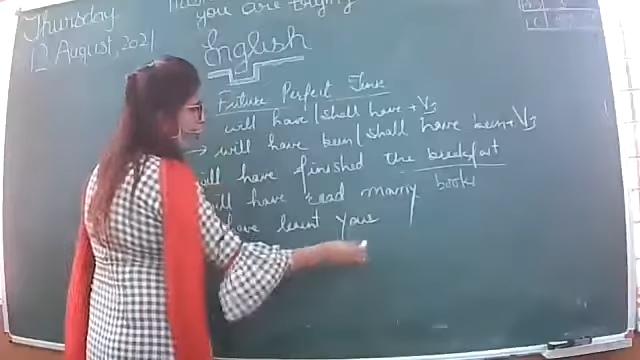 you are trying
Thursday
12 August, 2021
English
Future Perfect Tense
will have / shall have + V3
→ will have been / shall have been + V3
will have finished the breakfast
will have read many books
have learnt your